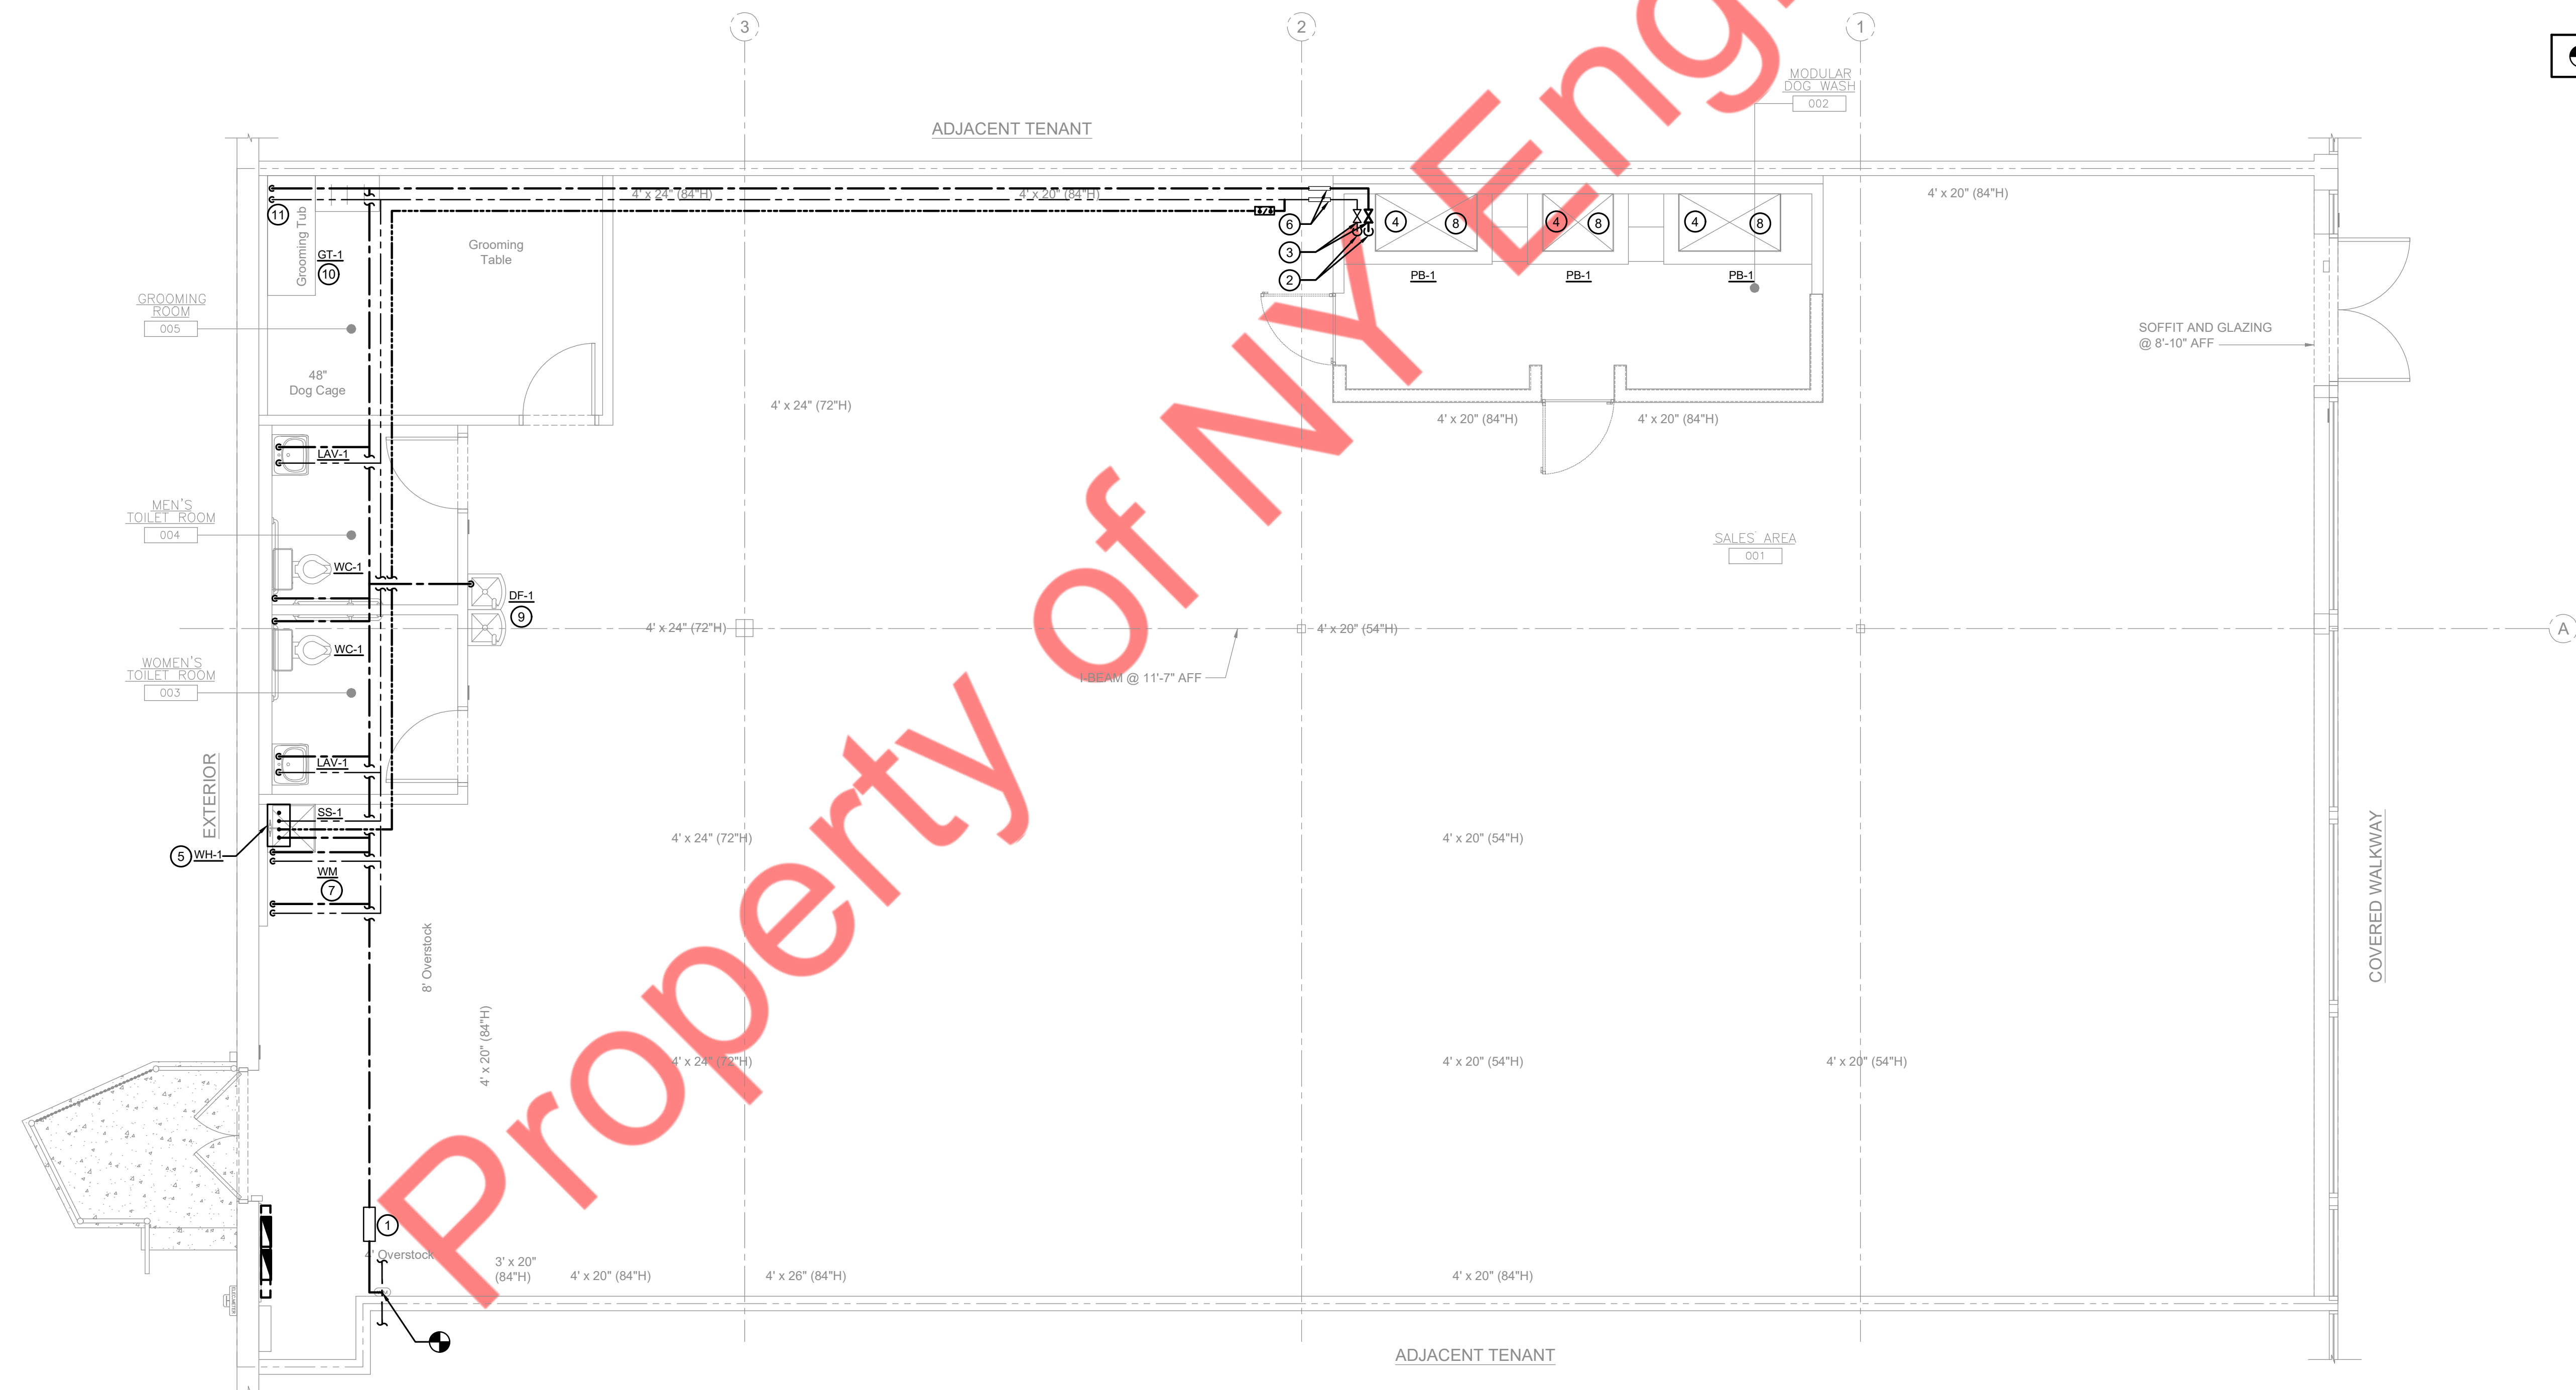 3
2
1
MODULAR
DOG WASH
002
ADJACENT TENANT
4' x 24" (84"H)
4' x 20" (84"H)
4' x 20" (84"H)
11
Grooming Tub
GT-1
10
Grooming
Table
6
3
2
4
8
4
8
4
8
PB-1
PB-1
PB-1
GROOMING
ROOM
005
SOFFIT AND GLAZING
@ 8'-10" AFF
48"
Dog Cage
4' x 24" (72"H)
4' x 20" (84"H)
4' x 20" (84"H)
LAV-1
MEN'S
TOILET ROOM
004
SALES AREA
001
WC-1
DF-1
9
4' x 24" (72"H)
4' x 20" (54"H)
A
WC-1
WOMEN'S
TOILET ROOM
003
I-BEAM @ 11'-7" AFF
EXTERIOR
LAV-1
SS-1
5
WH-1
WM
7
4' x 24" (72"H)
4' x 20" (54"H)
COVERED WALKWAY
8' Overstock
4' x 20" (84"H)
4' x 24" (72"H)
4' x 20" (54"H)
4' x 20" (54"H)
1
4' Overstock
3' x 20"
(84"H)
4' x 20" (84"H)
4' x 26" (84"H)
4' x 20" (84"H)
ADJACENT TENANT
Property of NY Eng